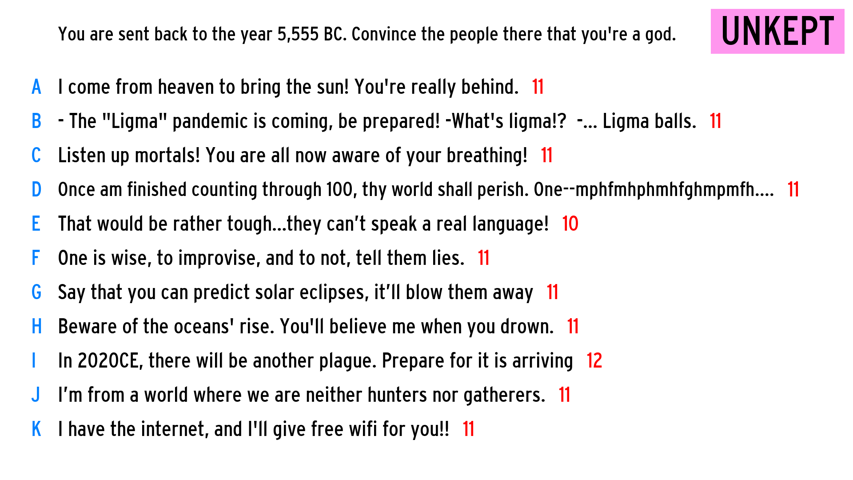 You are sent back to the year 5,555 BC. Convince the people there that you're a god.
UNKEPT
A I come from heaven to bring the sun! You're really behind. 11
B - The "Ligma" pandemic is coming, be prepared! -What's ligma!? -... Ligma balls. 11
C Listen up mortals! You are all now aware of your breathing! 11
D Once am finished counting through 100, thy world shall perish. One--mphfmhphmhfghmpmfh.... 11
E That would be rather tough...they can’t speak a real language! 10
F One is wise, to improvise, and to not, tell them lies. 11
G Say that you can predict solar eclipses, it’ll blow them away 11
H Beware of the oceans' rise. You'll believe me when you drown. 11
I In 2020CE, there will be another plague. Prepare for it is arriving 12
J I’m from a world where we are neither hunters nor gatherers. 11
K I have the internet, and I'll give free wifi for you!! 11